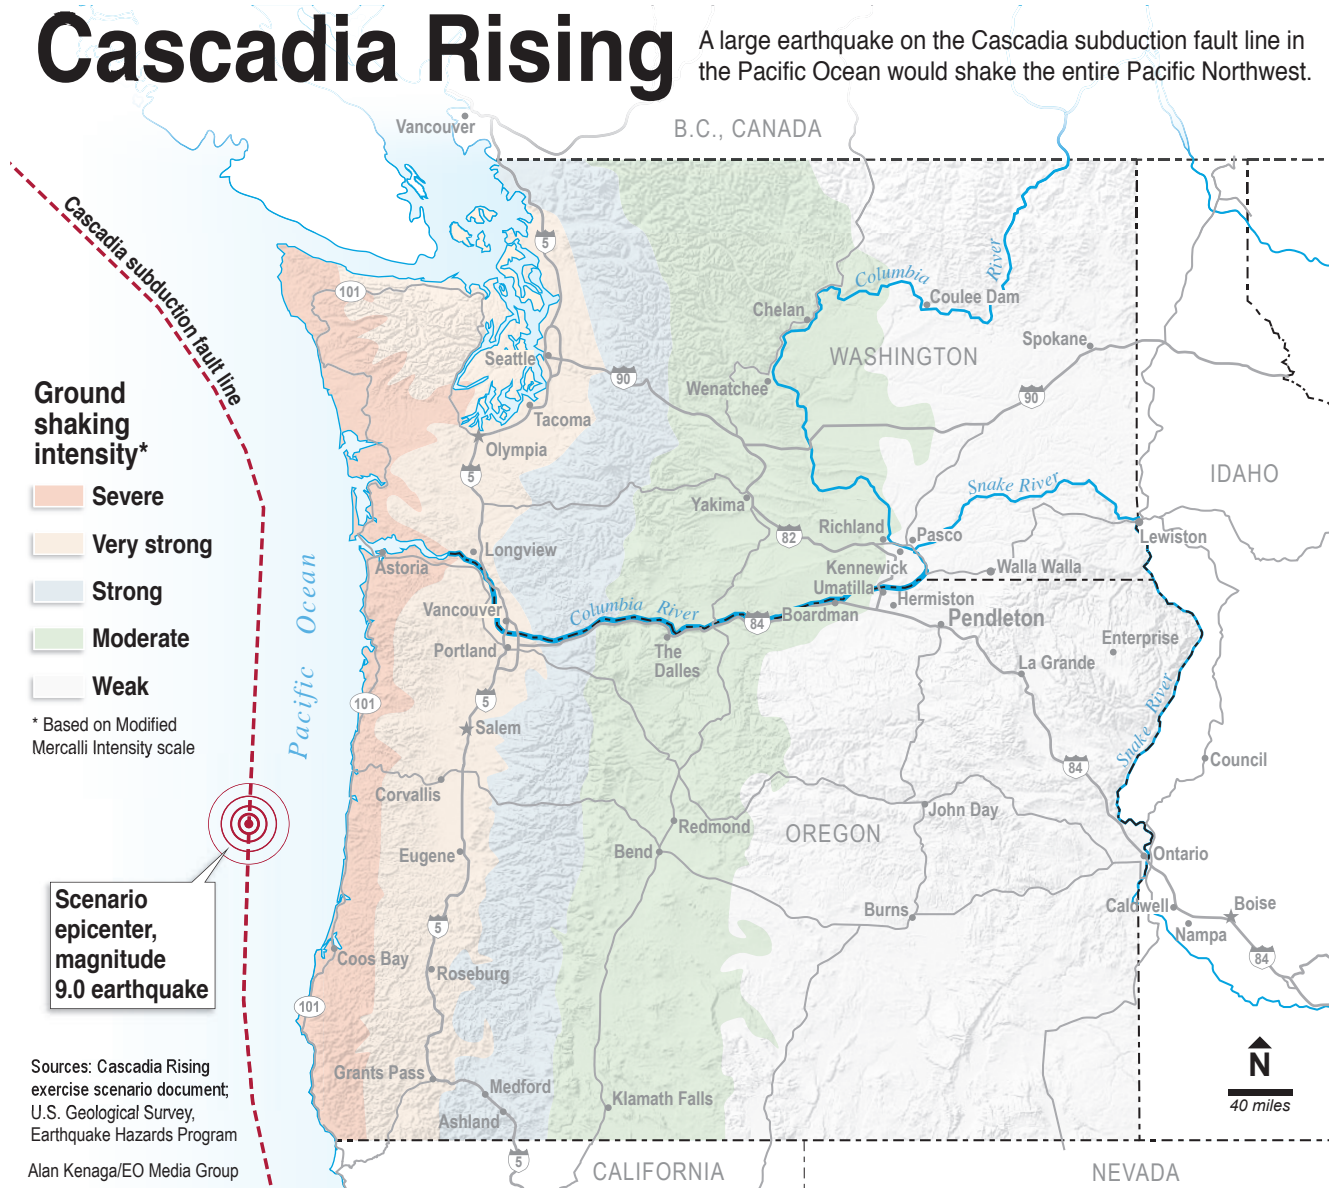 Cascadia Rising
A large earthquake on the Cascadia subduction fault line in
the Pacific Ocean would shake the entire Pacific Northwest.
Vancouver
B.C., CANADA
Cascadia subduction fault line
5
101
Columbia
River
Coulee Dam
Chelan
Spokane
WASHINGTON
Seattle
90
Wenatchee
90
Tacoma
Olympia
5
IDAHO
Snake River
Yakima
Richland
Pasco
82
Lewiston
Kennewick
Walla Walla
Longview
Astoria
Umatilla
Hermiston
Vancouver
Columbia River
84
Boardman
Pendleton
Portland
The
Dalles
Enterprise
La Grande
Ground
shaking
intensity*
Severe
Very strong
Strong
Moderate
Weak
* Based on Modified
Mercalli Intensity scale
Pacific Ocean
101
5
Salem
Snake River
84
Council
Corvallis
John Day
Redmond
OREGON
Eugene
Bend
Ontario
Scenario
epicenter,
magnitude
9.0 earthquake
Burns
Caldwell
Boise
Nampa
5
84
Coos Bay
Roseburg
101
Grants Pass
Medford
Ashland
Klamath Falls
5
CALIFORNIA
NEVADA
N
40 miles
Sources: Cascadia Rising
exercise scenario document;
U.S. Geological Survey,
Earthquake Hazards Program
Alan Kenaga/EO Media Group